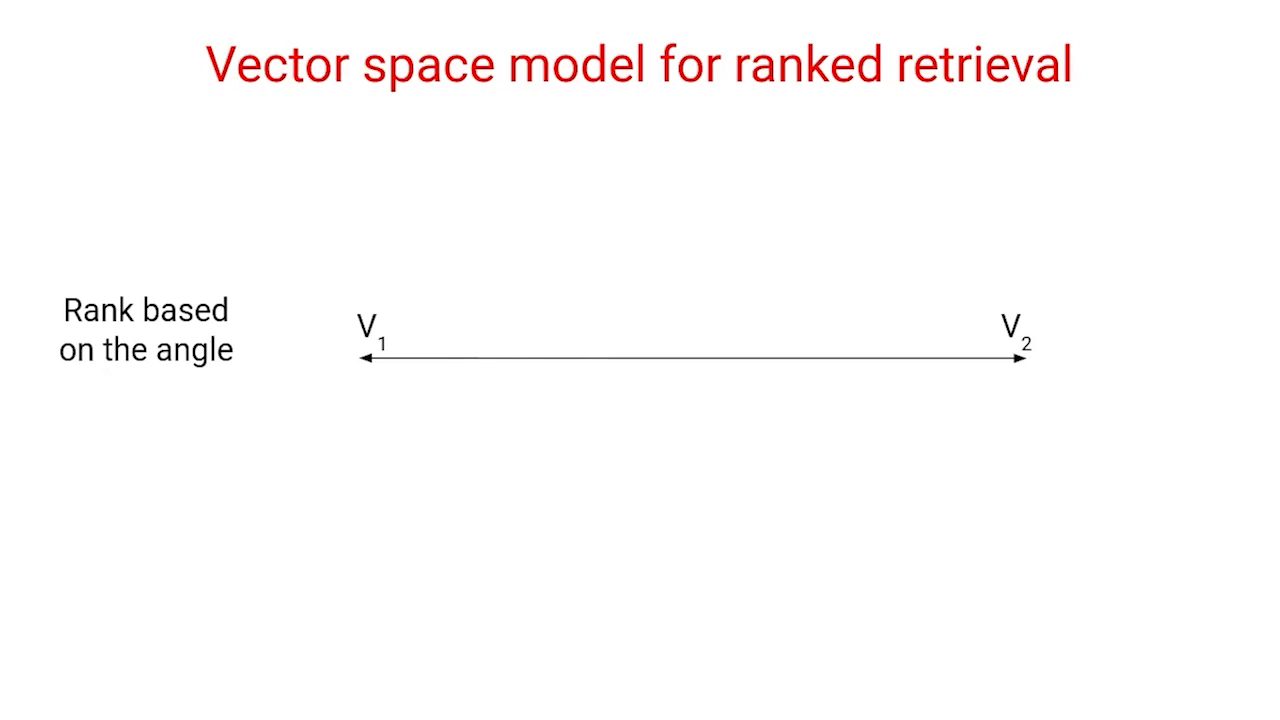 Vector space model for ranked retrieval
Rank based
on the angle
V1
V2